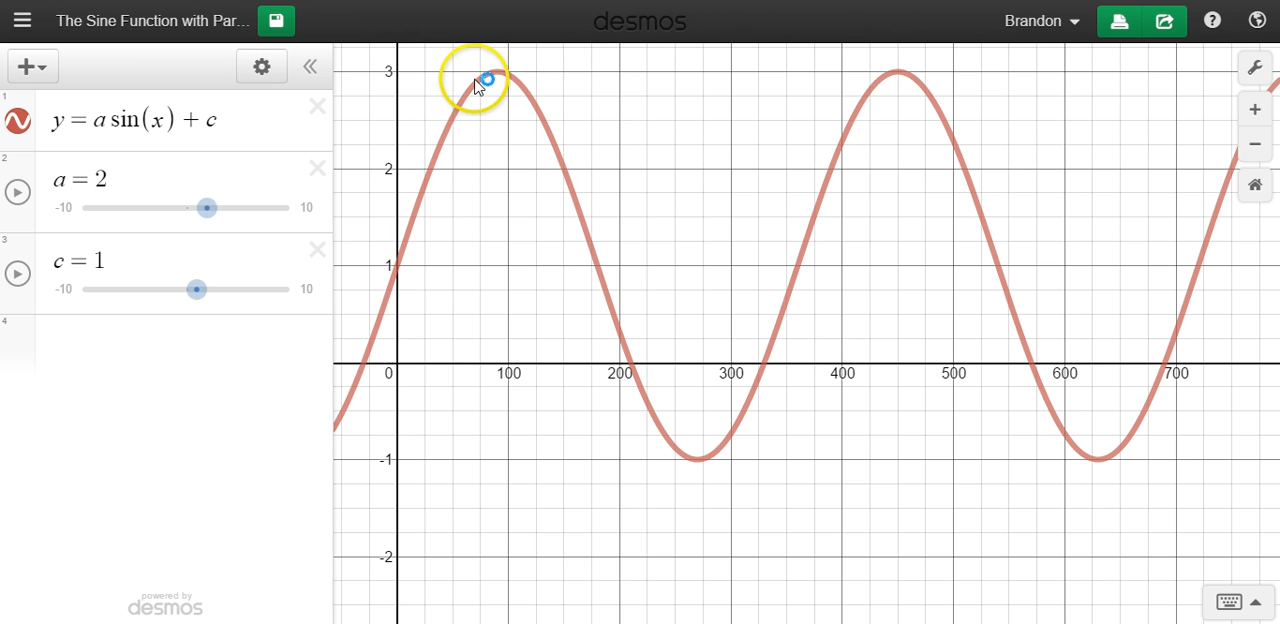 The Sine Function with Par...
desmos
Brandon
1
y = a sin(x) + c
2
a = 2
-10
10
3
c = 1
-10
10
4
powered by
desmos
3
2
1
0
100
200
300
400
500
600
700
-1
-2